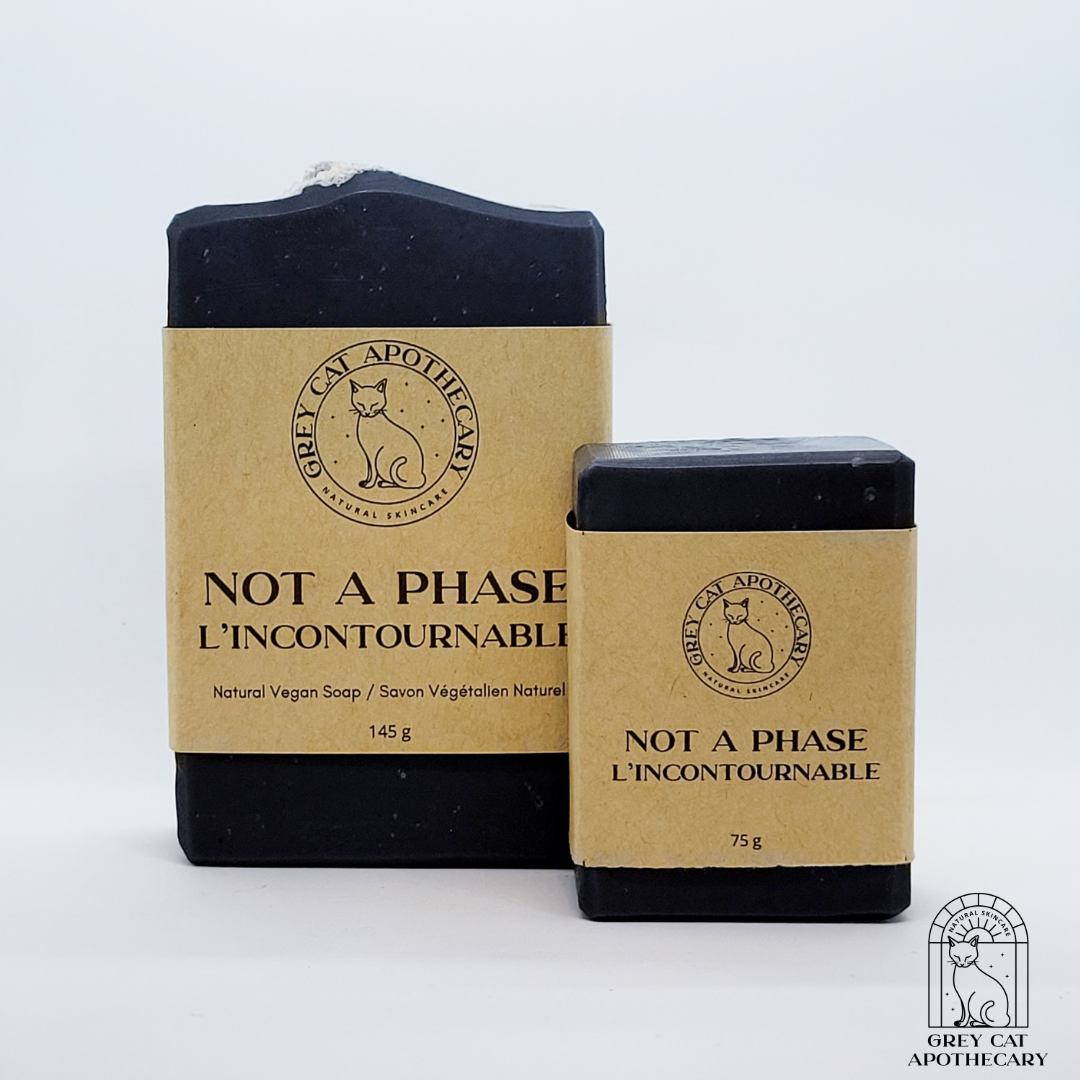 GREY CAT APOTHECARY
NATURAL SKINCARE
NOT A PHASE
L'INCONTOURNABLE
Natural Vegan Soap / Savon Végétalien Naturel
145 g
GREY CAT APOTHECARY
NATURAL SKINCARE
NOT A PHASE
L'INCONTOURNABLE
75 g
NATURAL SKINCARE
GREY CAT
APOTHECARY